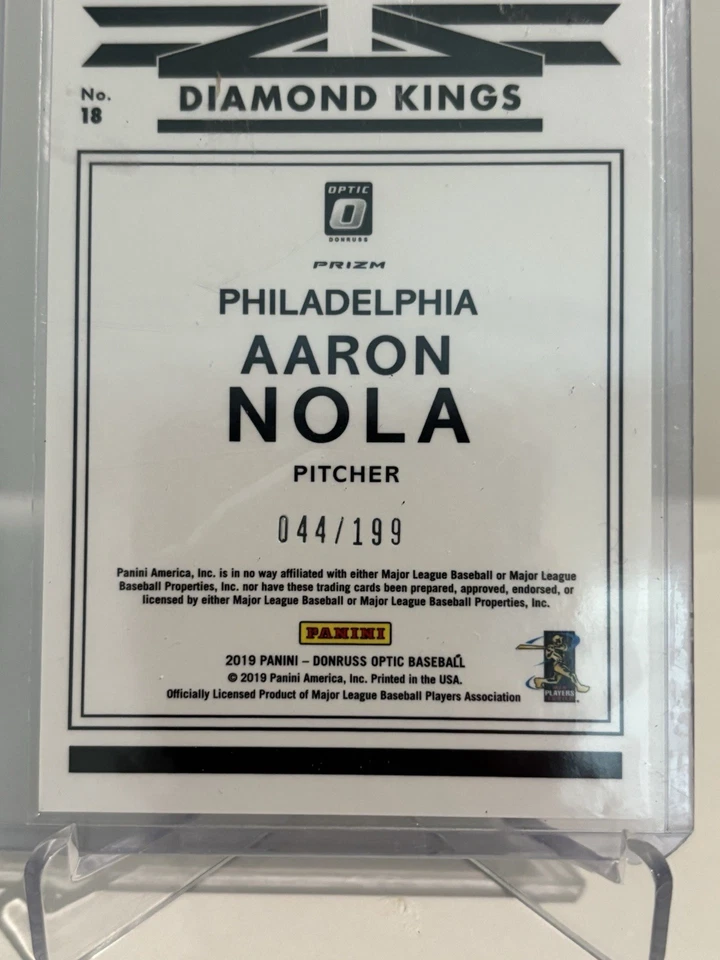 No.
18
DIAMOND KINGS
OPTIC
DONRUSS
PRIZM
PHILADELPHIA
AARON
NOLA
PITCHER
044/199
Panini America, Inc. is in no way affiliated with either Major League Baseball or Major League
Baseball Properties, Inc. nor have these trading cards been prepared, approved, endorsed, or
licensed by either Major League Baseball or Major League Baseball Properties, Inc.
PANINI
2019 PANINI – DONRUSS OPTIC BASEBALL
© 2019 Panini America, Inc. Printed in the USA.
Officially Licensed Product of Major League Baseball Players Association
PLAYERS